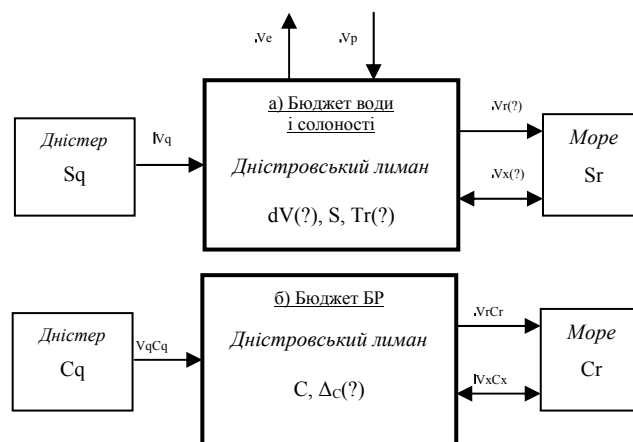 Ve Vp
а) Бюджет води
і солоності
Дністровський лиман
dV(?), S, Tr(?)
Дністер
Sq
Vq
Vr(?)
Vx(?)
Море
Sr
б) Бюджет БР
Дністровський лиман
C, ΔC(?)
Дністер
Cq
VqCq
VrCr
VxCx
Море
Cr